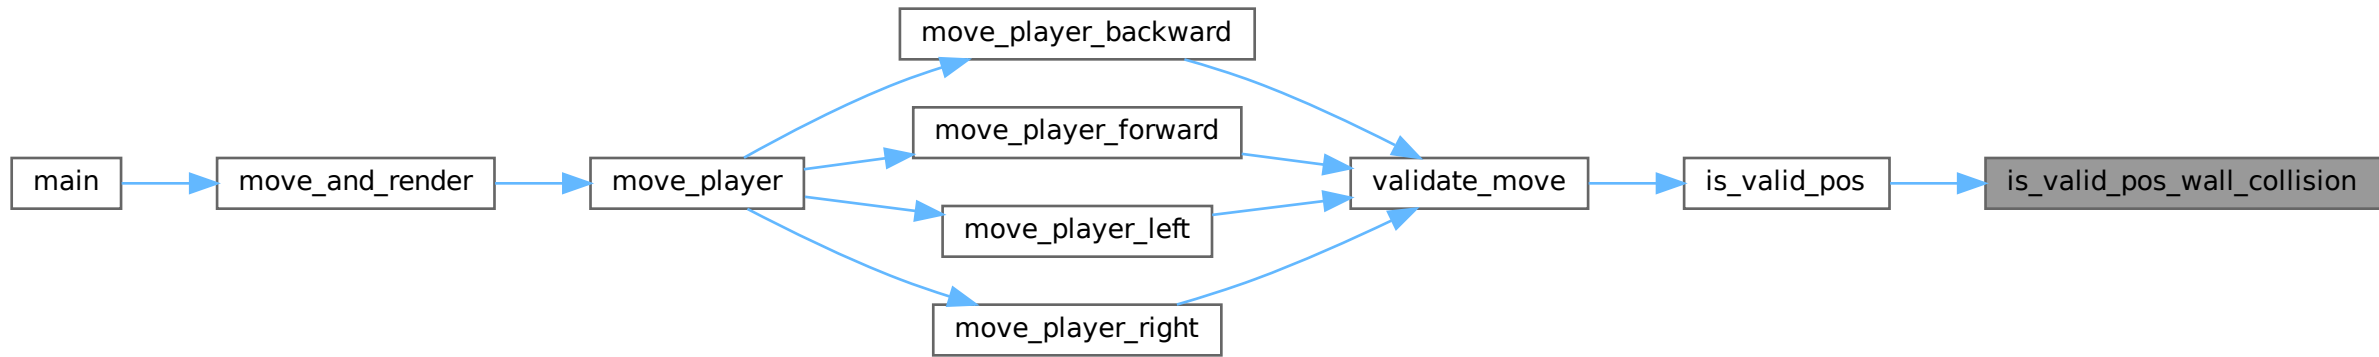 main
move_and_render
move_player
move_player_backward
move_player_forward
move_player_left
move_player_right
validate_move
is_valid_pos
is_valid_pos_wall_collision